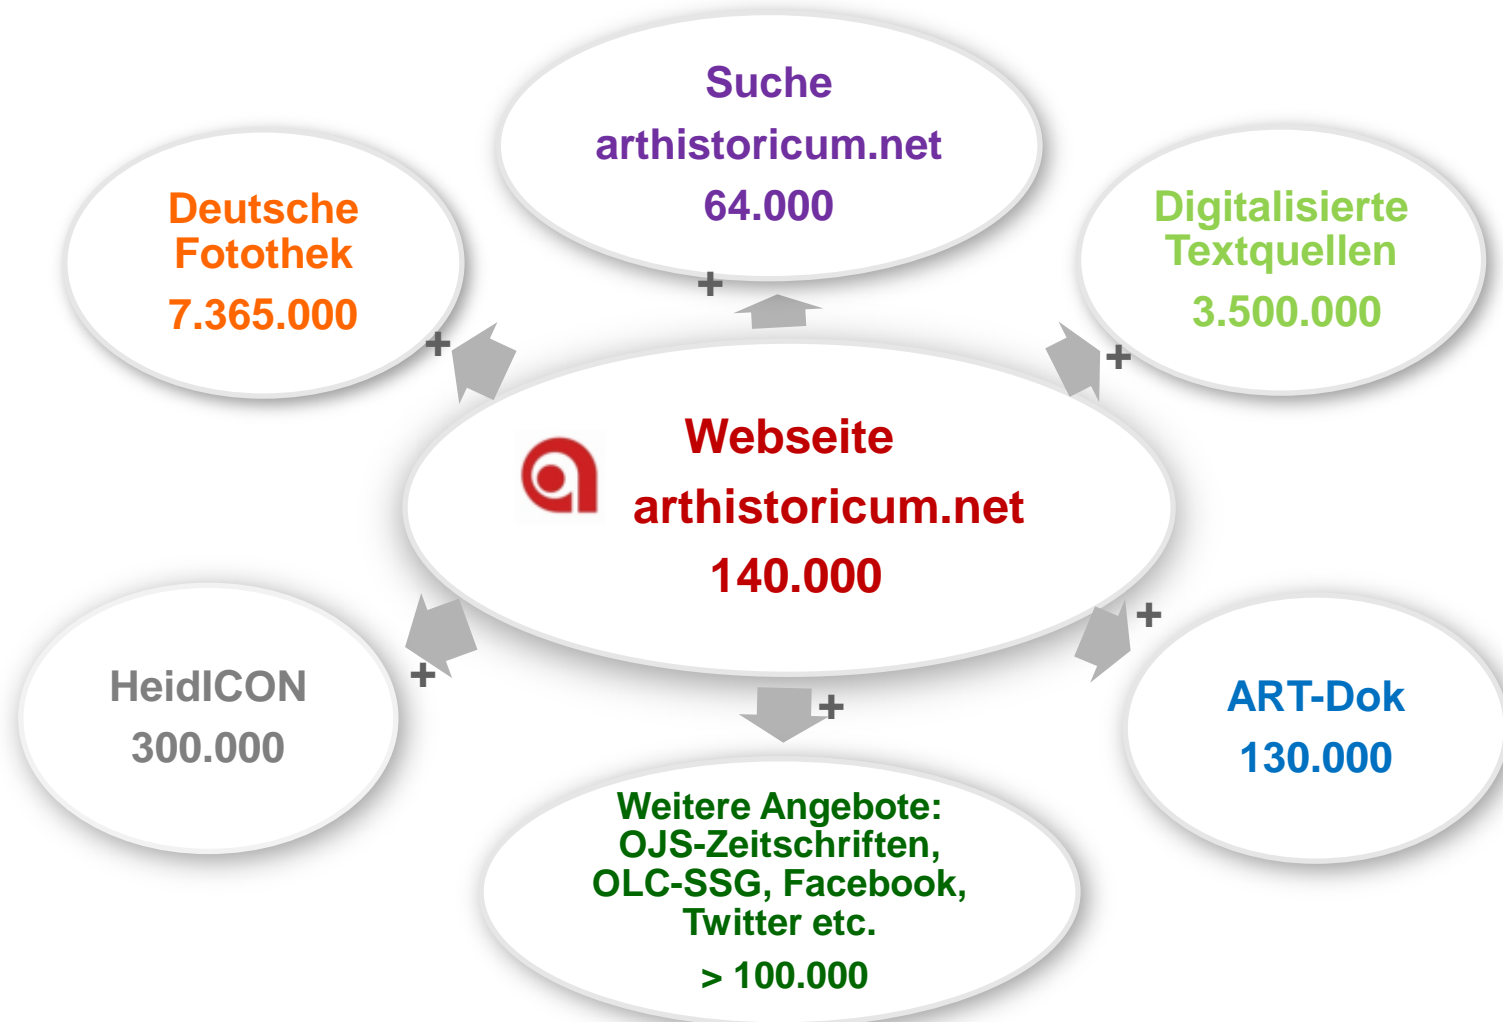 Suche
arthistoricum.net
64.000
Deutsche
Fotothek
7.365.000
Digitalisierte
Textquellen
3.500.000
+
+
+
Webseite
arthistoricum.net
140.000
HeidICON
300.000
+
+
+
ART-Dok
130.000
Weitere Angebote:
OJS-Zeitschriften,
OLC-SSG, Facebook,
Twitter etc.
> 100.000